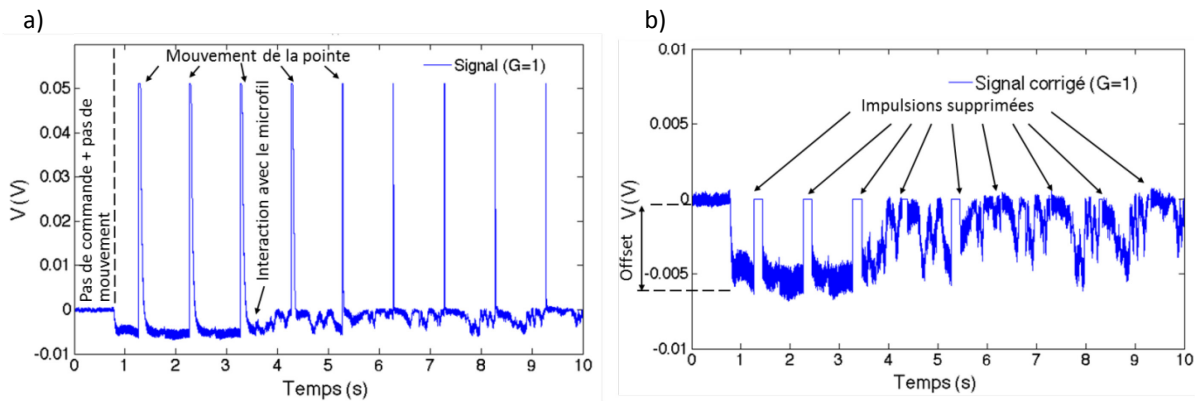 a)
Mouvement de la pointe
Signal (G=1)
Pas de commande + pas de
mouvement
Interaction avec le microfil
V (V)
0.05
0.04
0.03
0.02
0.01
0
-0.01
0 1 2 3 4 5 6 7 8 9 10
Temps (s)
b)
Signal corrigé (G=1)
Impulsions supprimées
Offset
V (V)
0.01
0.005
0
-0.005
-0.01
0 1 2 3 4 5 6 7 8 9 10
Temps (s)